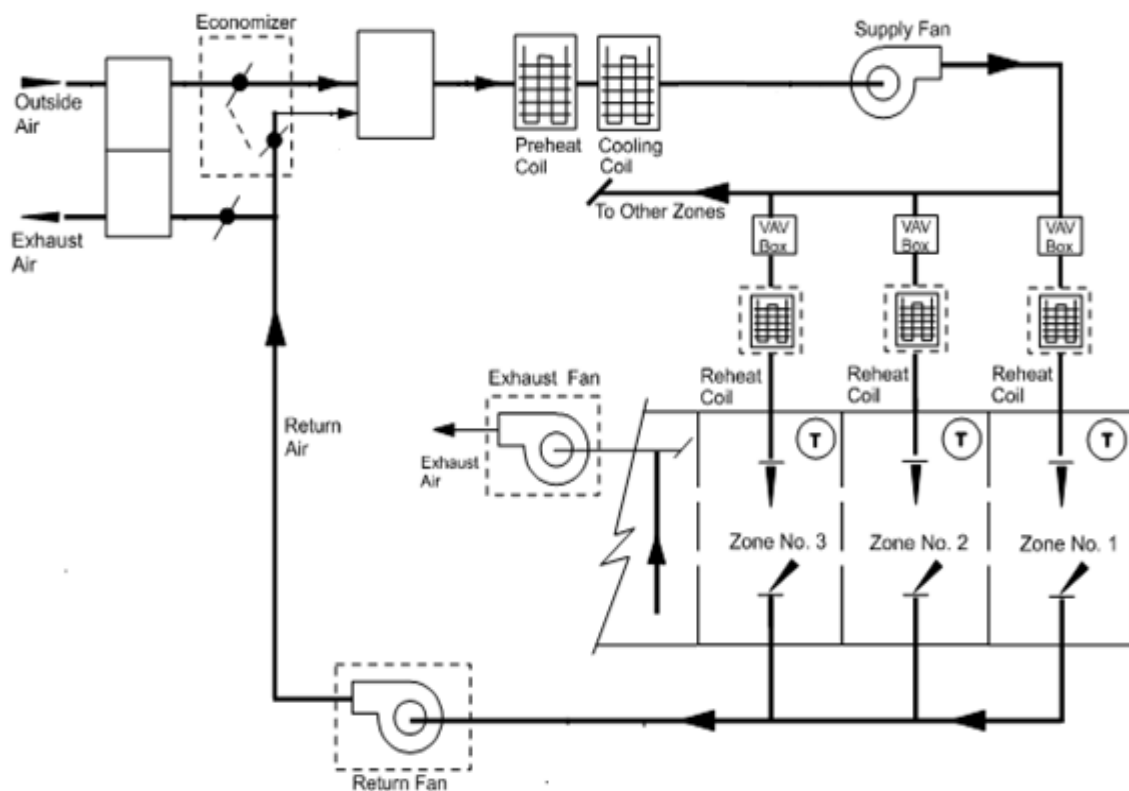 Economizer
Supply Fan
Outside
Air
Preheat
Coil
Cooling
Coil
To Other Zones
Exhaust
Air
VAV
Box
VAV
Box
VAV
Box
Reheat
Coil
Reheat
Coil
Reheat
Coil
Exhaust Fan
Return
Air
Exhaust
Air
T
T
T
Zone No. 3
Zone No. 2
Zone No. 1
Return Fan